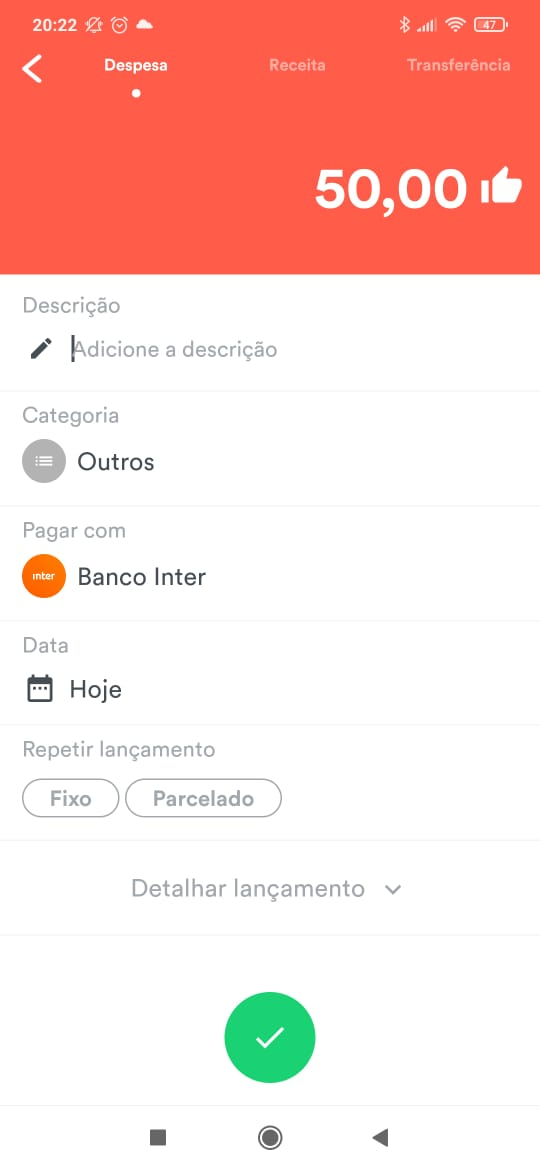 20:22 47
Despesa Receita Transferência
50,00
Descrição
Adicione a descrição
Categoria
Outros
Pagar com
inter Banco Inter
Data
Hoje
Repetir lançamento
Fixo Parcelado
Detalhar lançamento